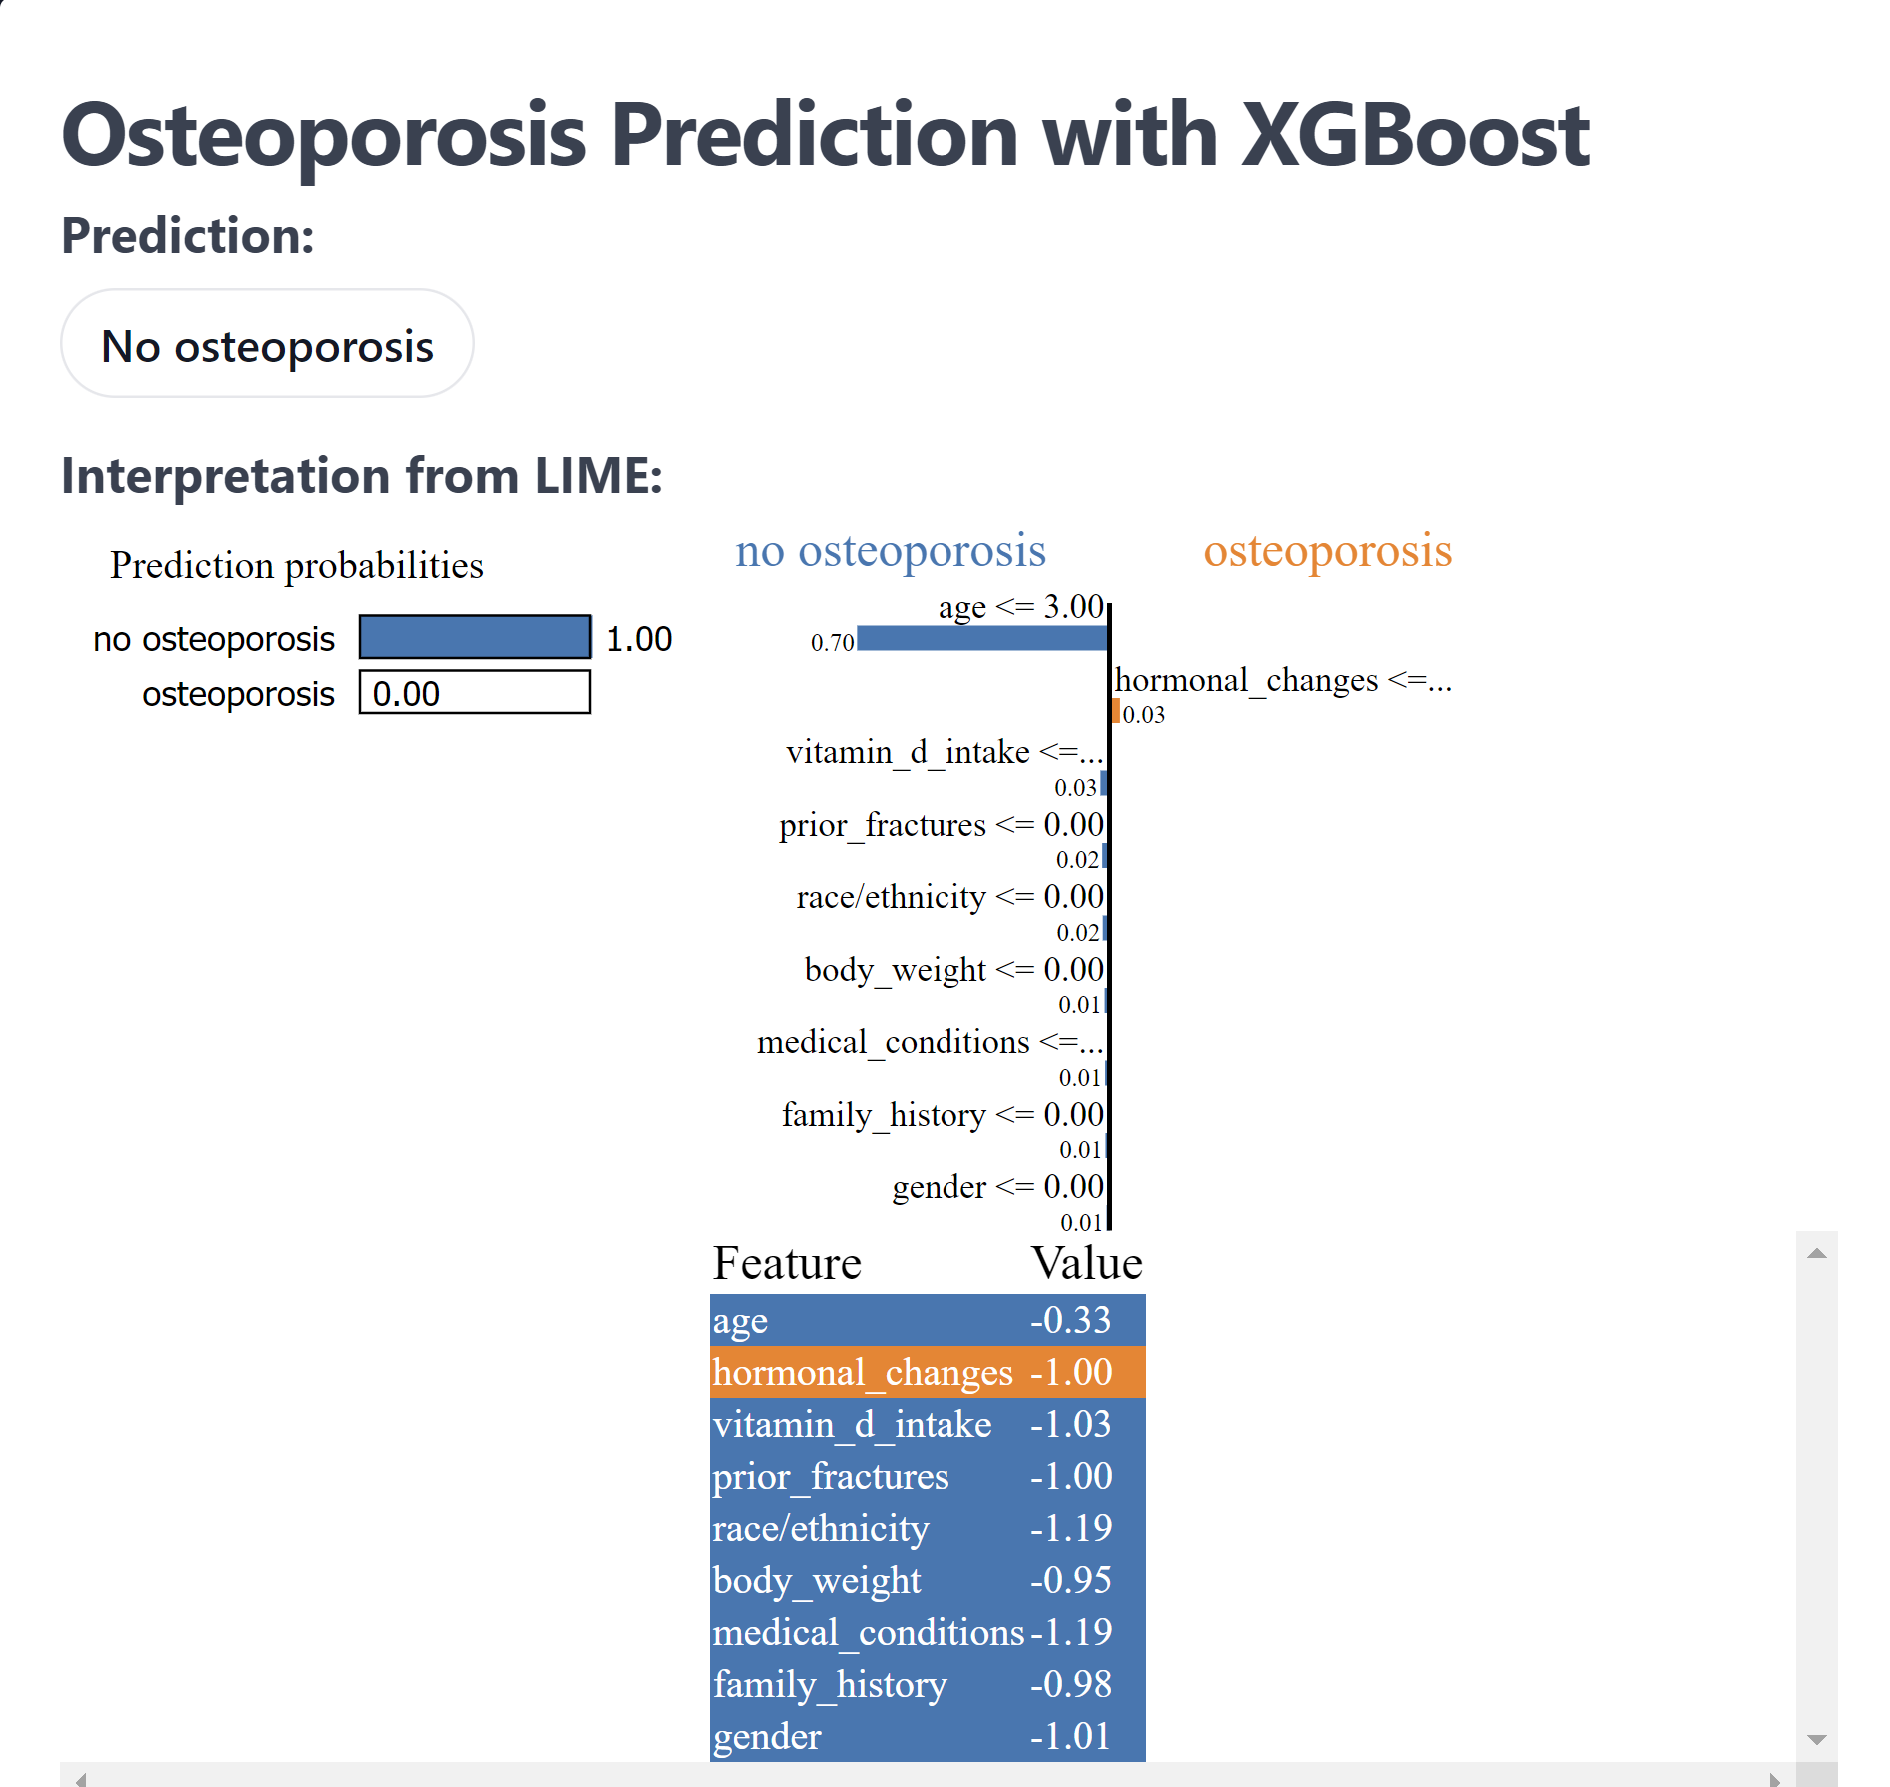 Osteoporosis Prediction with XGBoost
Prediction:
No osteoporosis
Interpretation from LIME:
Prediction probabilities
no osteoporosis 1.00
osteoporosis 0.00
no osteoporosis osteoporosis
age <= 3.00
0.70
hormonal_changes <=...
0.03
vitamin_d_intake <=...
0.03
prior_fractures <= 0.00
0.02
race/ethnicity <= 0.00
0.02
body_weight <= 0.00
0.01
medical_conditions <=...
0.01
family_history <= 0.00
0.01
gender <= 0.00
0.01
Feature Value
age -0.33
hormonal_changes -1.00
vitamin_d_intake -1.03
prior_fractures -1.00
race/ethnicity -1.19
body_weight -0.95
medical_conditions -1.19
family_history -0.98
gender -1.01